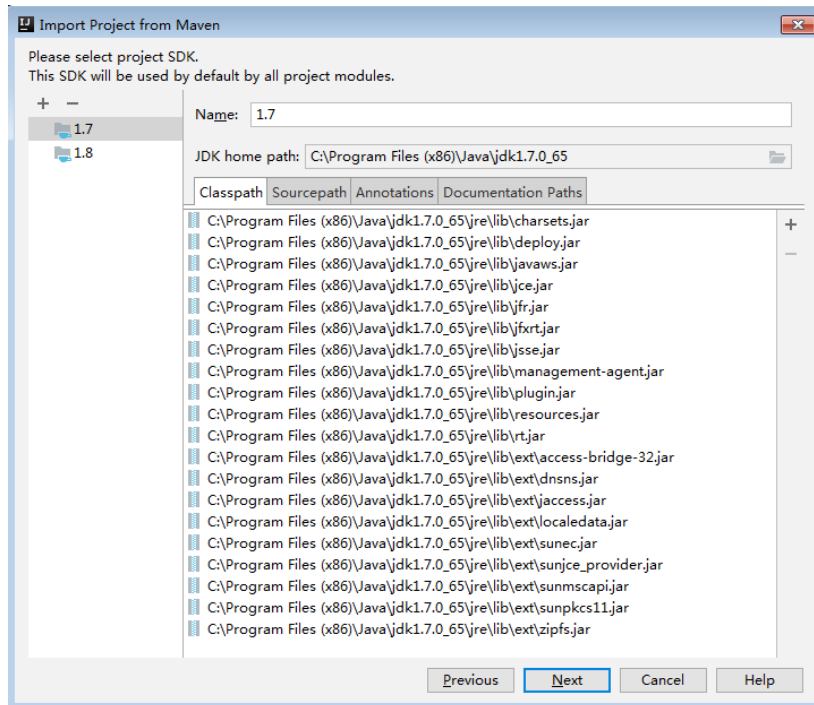 Import Project from Maven
Please select project SDK.
This SDK will be used by default by all project modules.
1.7
1.8
Name: 1.7
JDK home path: C:\Program Files (x86)\Java\jdk1.7.0_65
Classpath Sourcepath Annotations Documentation Paths
C:\Program Files (x86)\Java\jdk1.7.0_65\jre\lib\charsets.jar
C:\Program Files (x86)\Java\jdk1.7.0_65\jre\lib\deploy.jar
C:\Program Files (x86)\Java\jdk1.7.0_65\jre\lib\javaws.jar
C:\Program Files (x86)\Java\jdk1.7.0_65\jre\lib\jce.jar
C:\Program Files (x86)\Java\jdk1.7.0_65\jre\lib\jfr.jar
C:\Program Files (x86)\Java\jdk1.7.0_65\jre\lib\jfxrt.jar
C:\Program Files (x86)\Java\jdk1.7.0_65\jre\lib\jsse.jar
C:\Program Files (x86)\Java\jdk1.7.0_65\jre\lib\management-agent.jar
C:\Program Files (x86)\Java\jdk1.7.0_65\jre\lib\plugin.jar
C:\Program Files (x86)\Java\jdk1.7.0_65\jre\lib\resources.jar
C:\Program Files (x86)\Java\jdk1.7.0_65\jre\lib\rt.jar
C:\Program Files (x86)\Java\jdk1.7.0_65\jre\lib\ext\access-bridge-32.jar
C:\Program Files (x86)\Java\jdk1.7.0_65\jre\lib\ext\dnsns.jar
C:\Program Files (x86)\Java\jdk1.7.0_65\jre\lib\ext\jaccess.jar
C:\Program Files (x86)\Java\jdk1.7.0_65\jre\lib\ext\localedata.jar
C:\Program Files (x86)\Java\jdk1.7.0_65\jre\lib\ext\sunec.jar
C:\Program Files (x86)\Java\jdk1.7.0_65\jre\lib\ext\sunjce_provider.jar
C:\Program Files (x86)\Java\jdk1.7.0_65\jre\lib\ext\sunmscapi.jar
C:\Program Files (x86)\Java\jdk1.7.0_65\jre\lib\ext\sunpkcs11.jar
C:\Program Files (x86)\Java\jdk1.7.0_65\jre\lib\ext\zipfs.jar
Previous Next Cancel Help